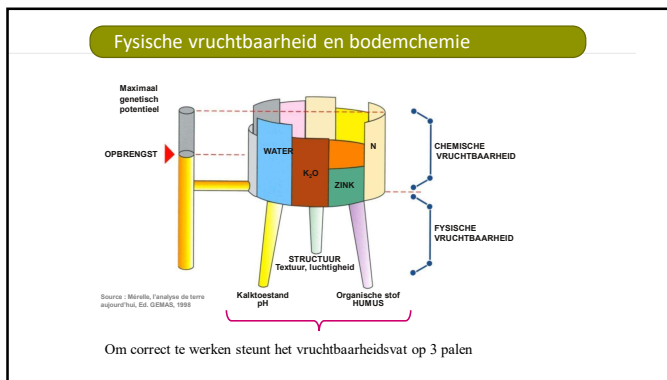 Fysische vruchtbaarheid en bodemchemie
Maximaal
genetisch
potentieel
OPBRENGST
WATER
K2O
ZINK
N
CHEMISCHE
VRUCHTBAARHEID
FYSISCHE
VRUCHTBAARHEID
STRUCTUUR
Textuur, luchtigheid
Kalktoestand
pH
Organische stof
HUMUS
Source : Mérelle, l'analyse de terre
aujourd'hui, Ed. GEMAS, 1998
Om correct te werken steunt het vruchtbaarheidsvat op 3 palen